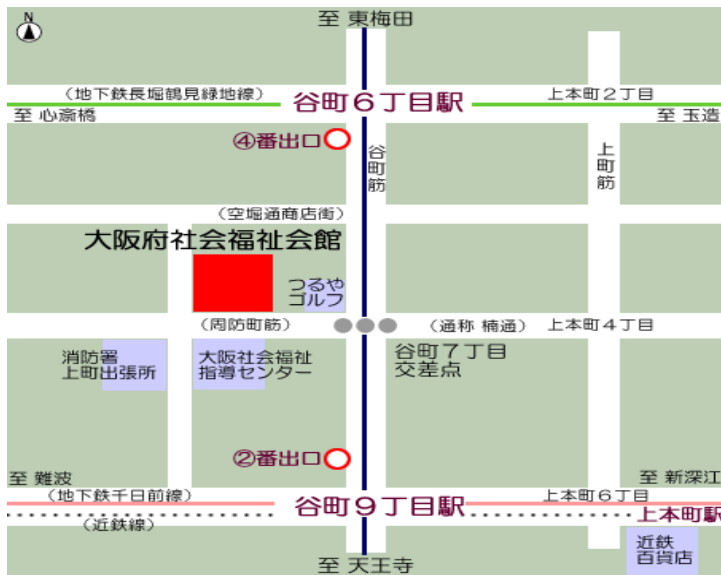 N
至 東梅田
（地下鉄長堀鶴見緑地線）
谷町６丁目駅
上本町２丁目
至 心斎橋
至 玉造
④番出口
谷町筋
上町筋
（空堀通商店街）
大阪府社会福祉会館
つるや
ゴルフ
（周防町筋）
（通称 楠通）
上本町４丁目
消防署
上町出張所
大阪社会福祉
指導センター
谷町７丁目
交差点
②番出口
至 難波
至 新深江
（地下鉄千日前線）
谷町９丁目駅
上本町６丁目
（近鉄線）
上本町駅
近鉄
百貨店
至 天王寺